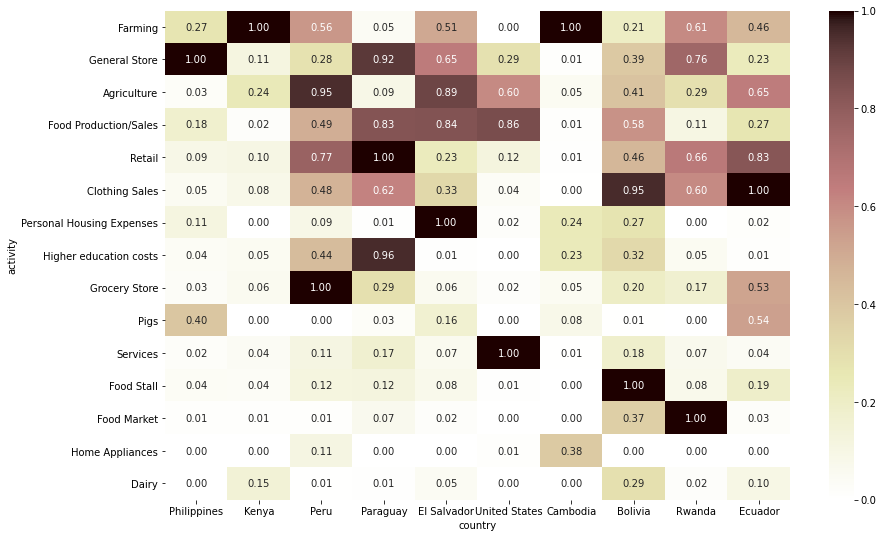 Farming 0.27 1.00 0.56 0.05 0.51 0.00 1.00 0.21 0.61 0.46
General Store 1.00 0.11 0.28 0.92 0.65 0.29 0.01 0.39 0.76 0.23
Agriculture 0.03 0.24 0.95 0.09 0.89 0.60 0.05 0.41 0.29 0.65
Food Production/Sales 0.18 0.02 0.49 0.83 0.84 0.86 0.01 0.58 0.11 0.27
Retail 0.09 0.10 0.77 1.00 0.23 0.12 0.01 0.46 0.66 0.83
Clothing Sales 0.05 0.08 0.48 0.62 0.33 0.04 0.00 0.95 0.60 1.00
Personal Housing Expenses 0.11 0.00 0.09 0.01 1.00 0.02 0.24 0.27 0.00 0.02
Higher education costs 0.04 0.05 0.44 0.96 0.01 0.00 0.23 0.32 0.05 0.01
Grocery Store 0.03 0.06 1.00 0.29 0.06 0.02 0.05 0.20 0.17 0.53
Pigs 0.40 0.00 0.00 0.03 0.16 0.00 0.08 0.01 0.00 0.54
Services 0.02 0.04 0.11 0.17 0.07 1.00 0.01 0.18 0.07 0.04
Food Stall 0.04 0.04 0.12 0.12 0.08 0.01 0.00 1.00 0.08 0.19
Food Market 0.01 0.01 0.01 0.07 0.02 0.00 0.00 0.37 1.00 0.03
Home Appliances 0.00 0.00 0.11 0.00 0.00 0.01 0.38 0.00 0.00 0.00
Dairy 0.00 0.15 0.01 0.01 0.05 0.00 0.00 0.29 0.02 0.10
Philippines Kenya Peru Paraguay El Salvador United States Cambodia Bolivia Rwanda Ecuador
country
activity
1.0
0.8
0.6
0.4
0.2
0.0